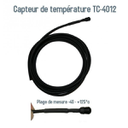 Capteur de température TC-4012
Plage de mesure -40 - +125°c